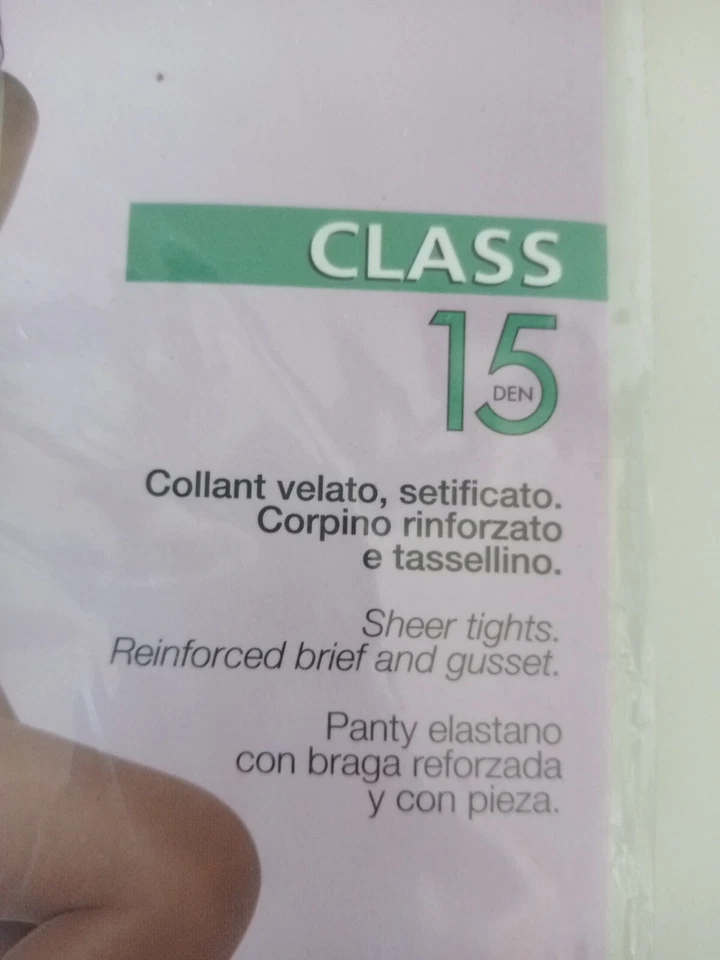 CLASS
15
DEN
Collant velato, setificato.
Corpino rinforzato
e tassellino.
Sheer tights.
Reinforced brief and gusset.
Panty elastano
con braga reforzada
y con pieza.